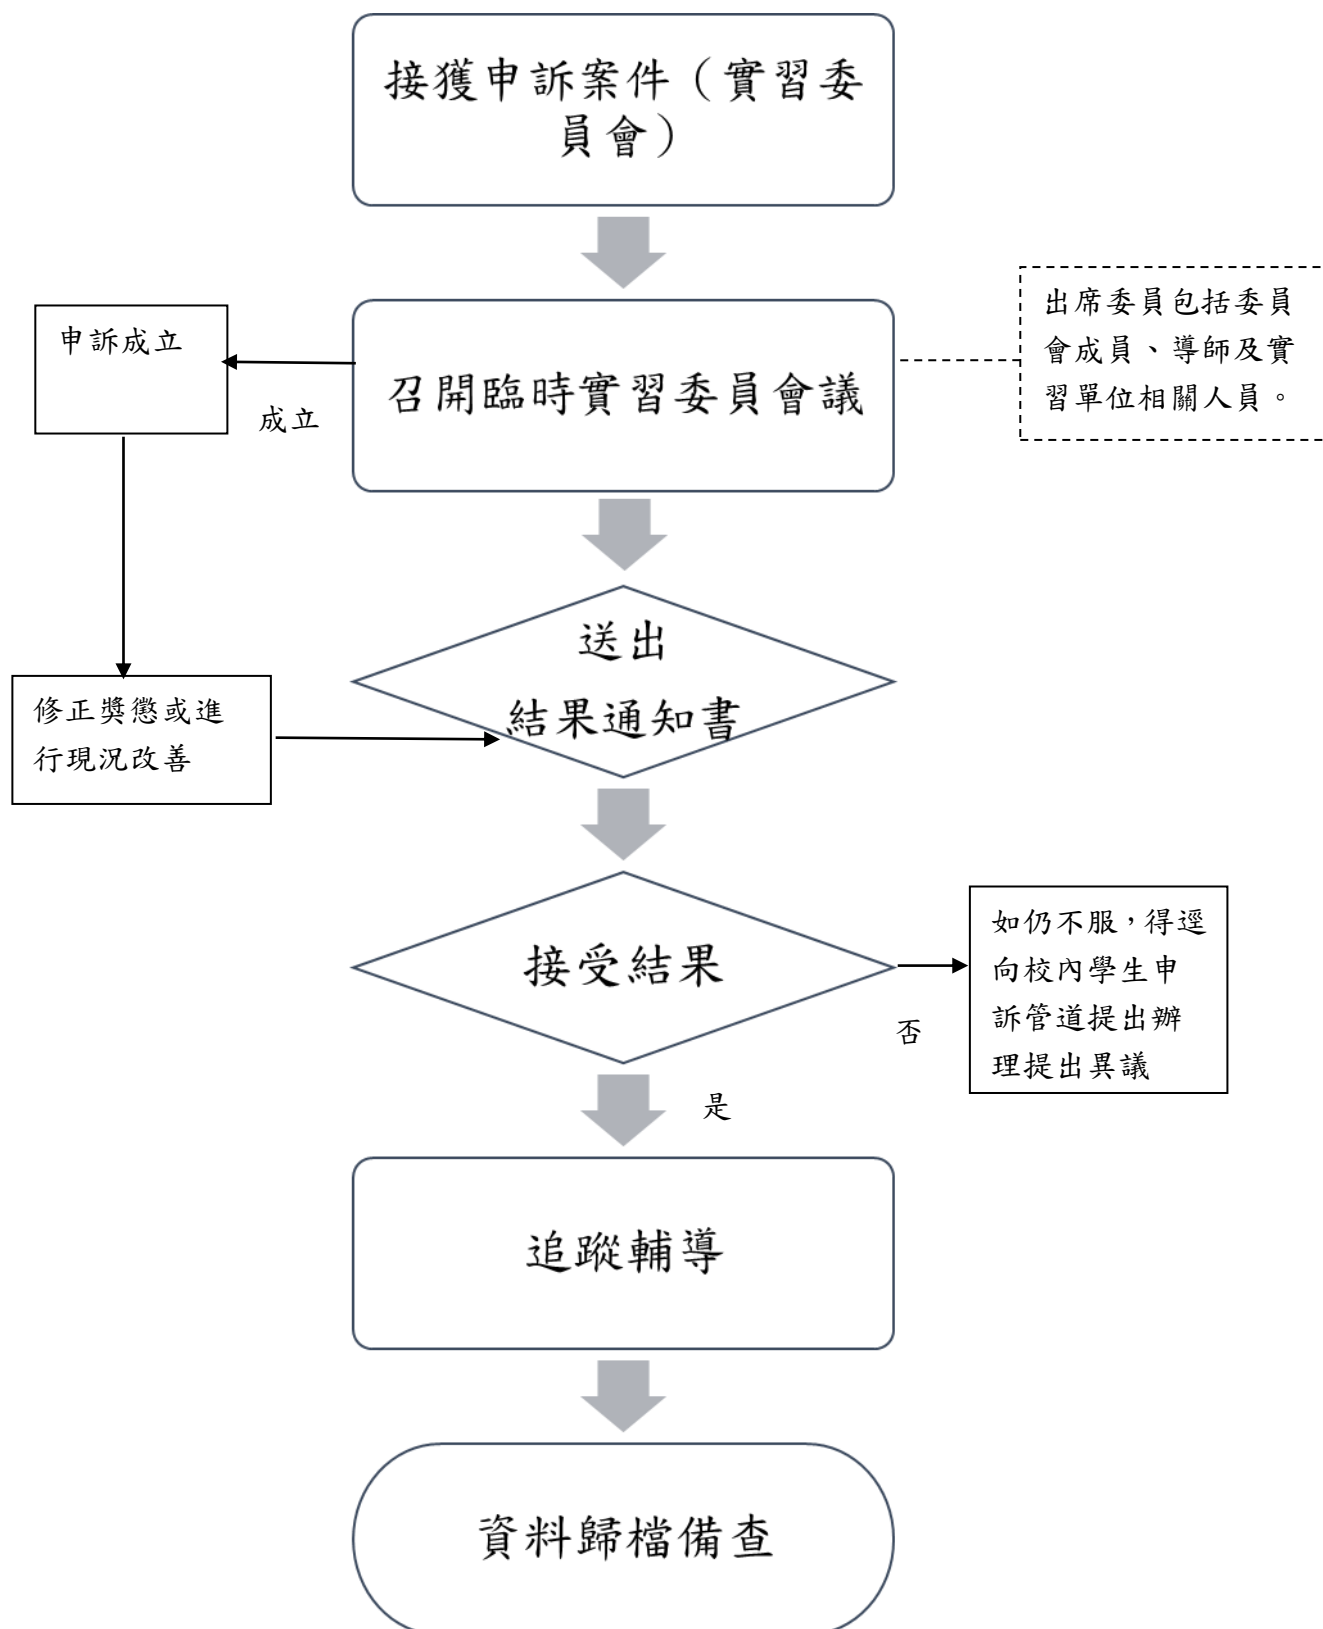 接獲申訴案件（實習委
員會）
申訴成立
成立
召開臨時實習委員會議
出席委員包括委員
會成員、導師及實
習單位相關人員。
送出
結果通知書
修正獎懲或進
行現況改善
接受結果
否
如仍不服，得逕
向校內學生申
訴管道提出辦
理提出異議
是
追蹤輔導
資料歸檔備查